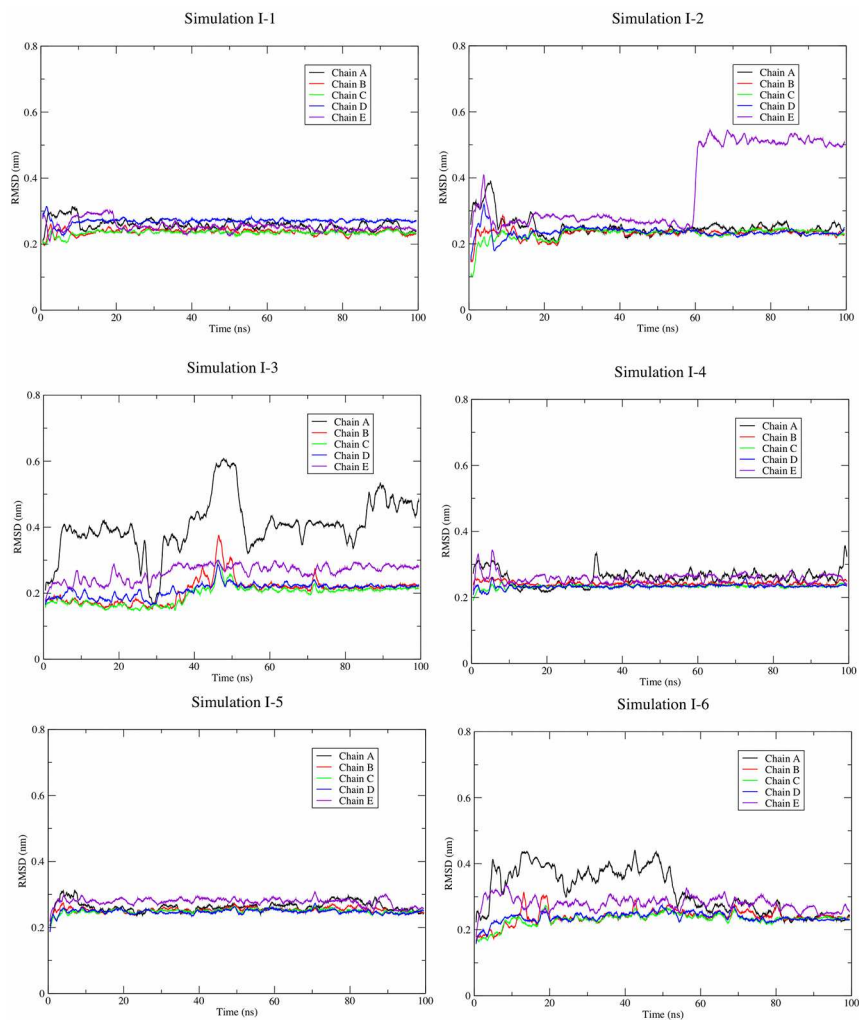 Simulation I-1
0.8
0.6
0.4
0.2
0
RMSD (nm)
Chain A
Chain B
Chain C
Chain D
Chain E
0 20 40 60 80 100
Time (ns)
Simulation I-2
0.8
0.6
0.4
0.2
0
RMSD (nm)
Chain A
Chain B
Chain C
Chain D
Chain E
0 20 40 60 80 100
Time (ns)
Simulation I-3
0.8
0.6
0.4
0.2
0
RMSD (nm)
Chain A
Chain B
Chain C
Chain D
Chain E
0 20 40 60 80 100
Time (ns)
Simulation I-4
0.8
0.6
0.4
0.2
0
RMSD (nm)
Chain A
Chain B
Chain C
Chain D
Chain E
0 20 40 60 80 100
Time (ns)
Simulation I-5
0.8
0.6
0.4
0.2
0
RMSD (nm)
Chain A
Chain B
Chain C
Chain D
Chain E
0 20 40 60 80 100
Time (ns)
Simulation I-6
0.8
0.6
0.4
0.2
0
RMSD (nm)
Chain A
Chain B
Chain C
Chain D
Chain E
0 20 40 60 80 100
Time (ns)